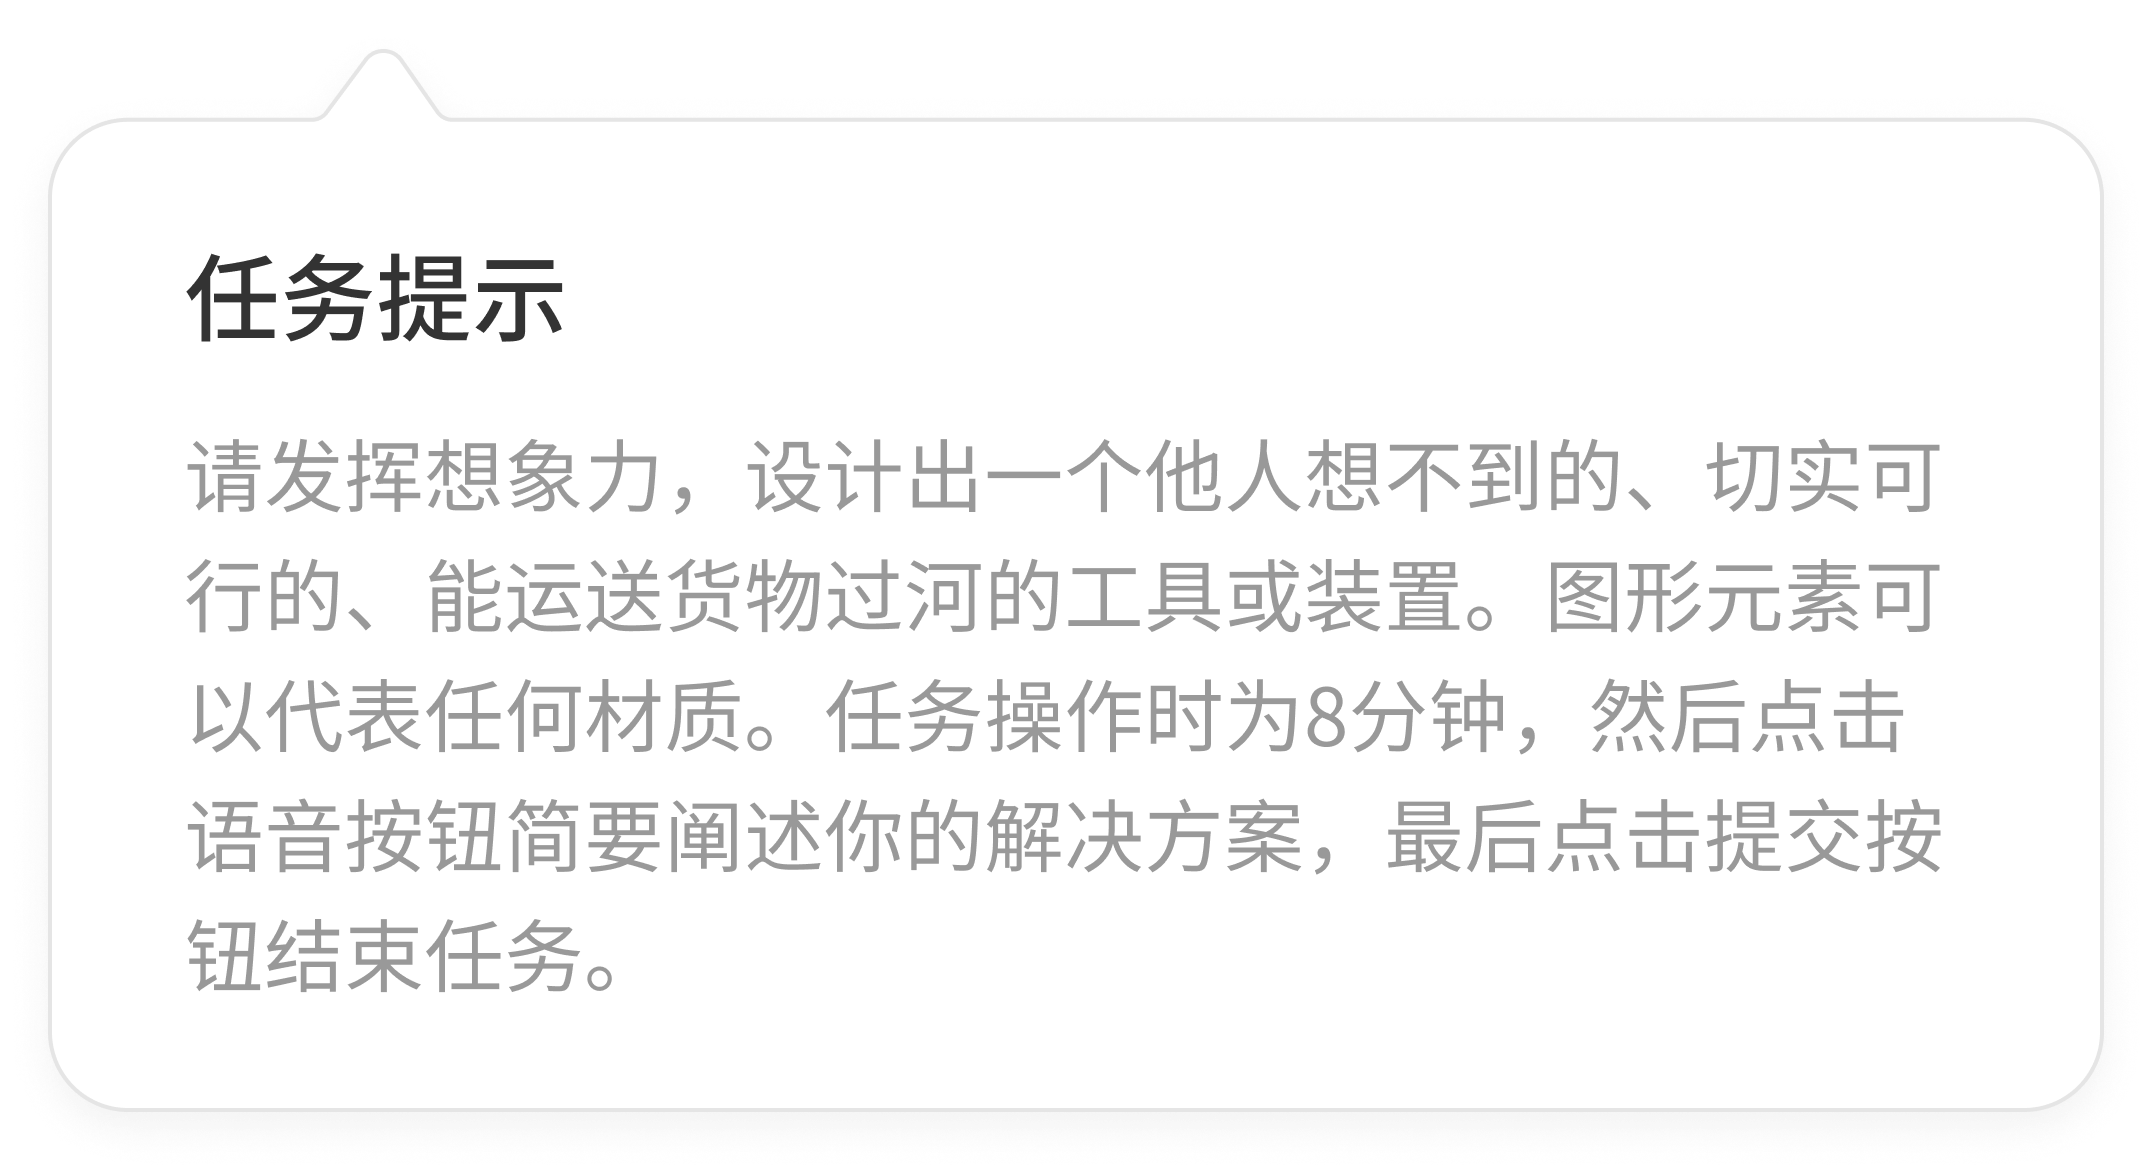 任务提示
请发挥想象力，设计出一个他人想不到的、切实可
行的、能运送货物过河的工具或装置。图形元素可
以代表任何材质。任务操作时为8分钟，然后点击
语音按钮简要阐述你的解决方案，最后点击提交按
钮结束任务。